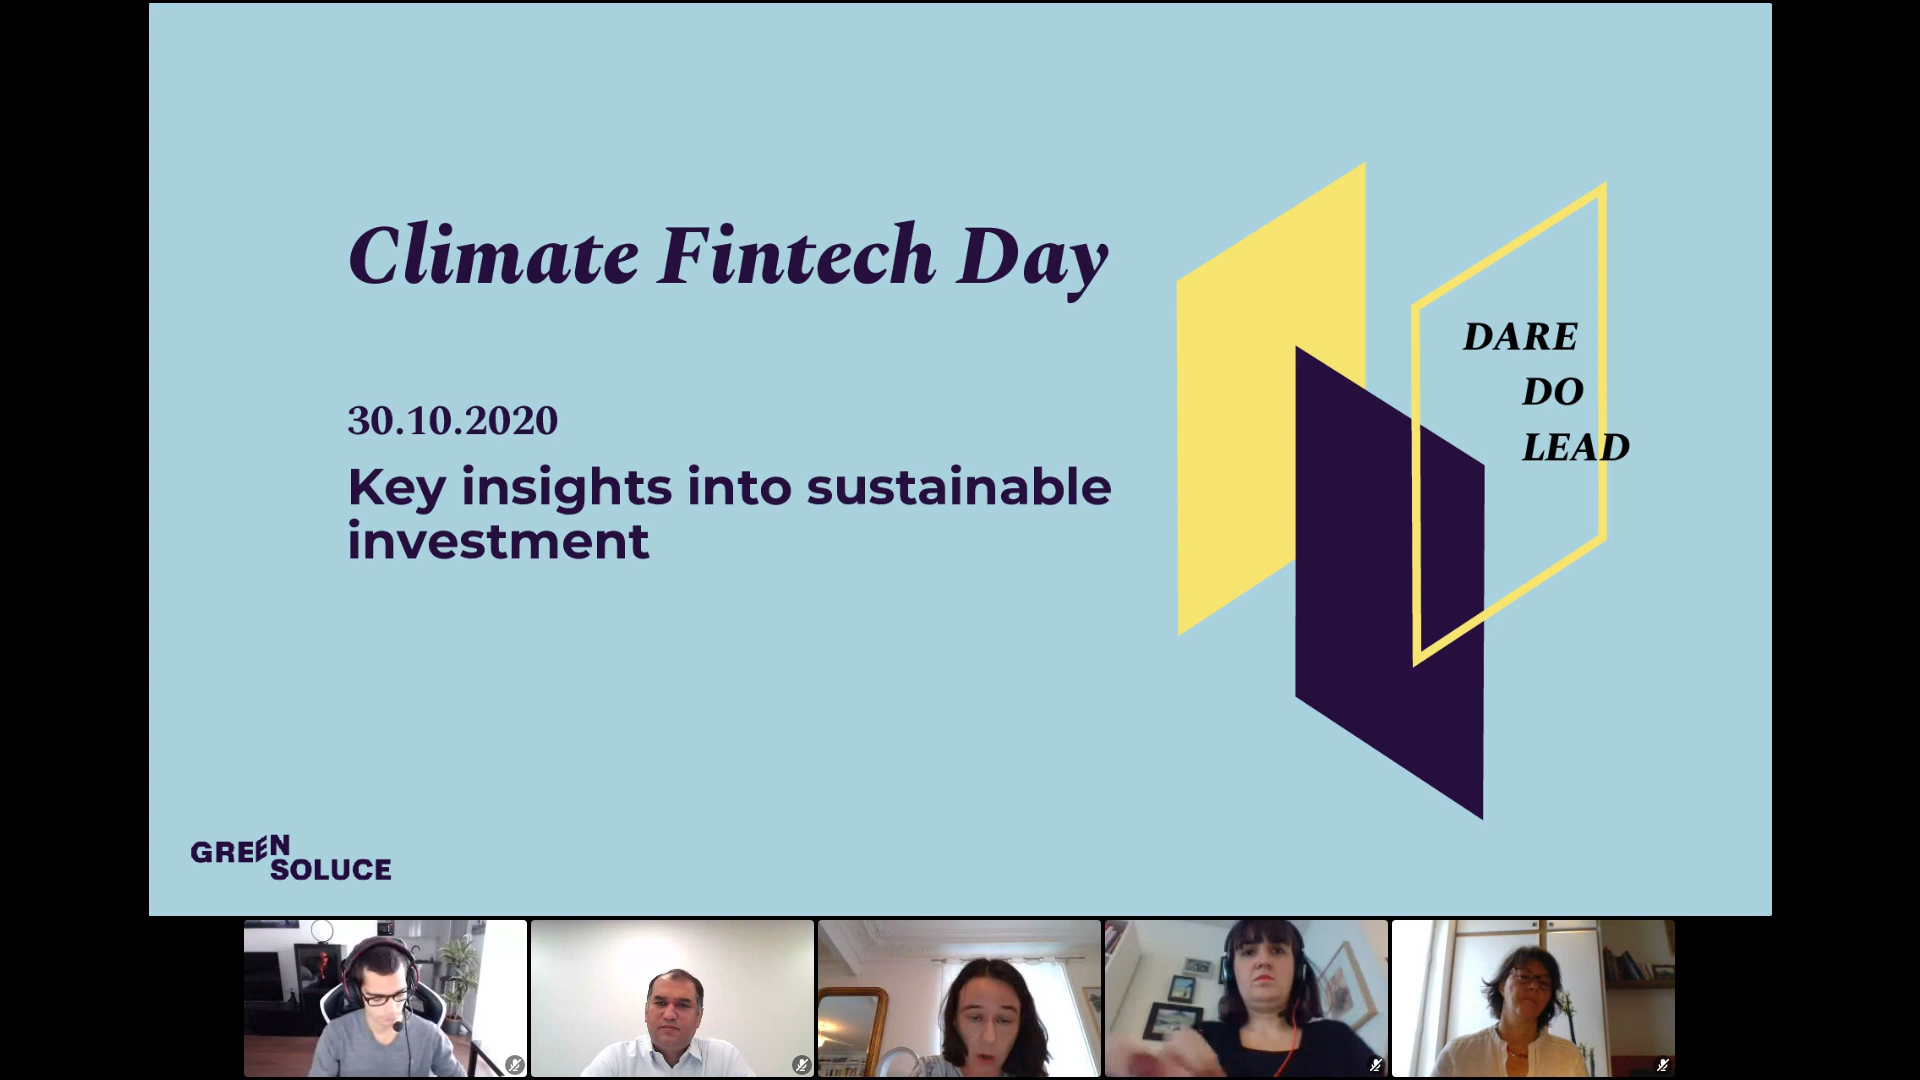 Climate Fintech Day
30.10.2020
Key insights into sustainable
investment
DARE
DO
LEAD
GREEN
SOLUCE